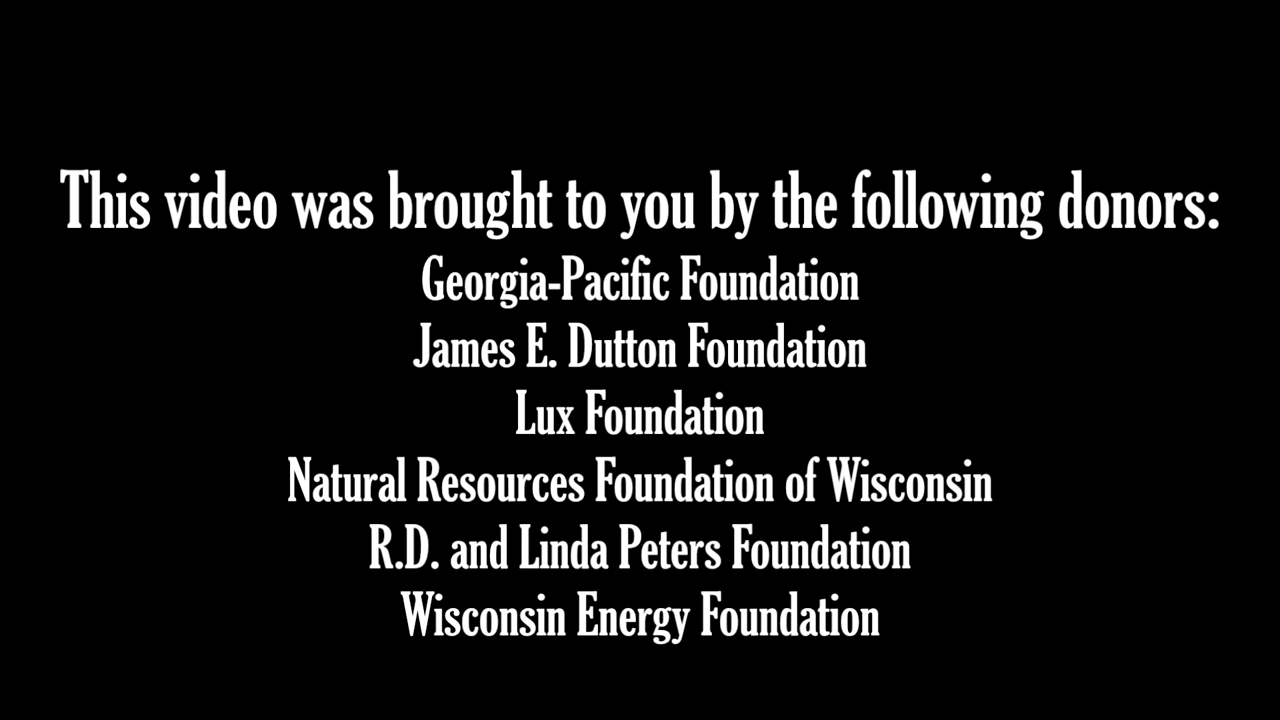 This video was brought to you by the following donors:
Georgia-Pacific Foundation
James E. Dutton Foundation
Lux Foundation
Natural Resources Foundation of Wisconsin
R.D. and Linda Peters Foundation
Wisconsin Energy Foundation